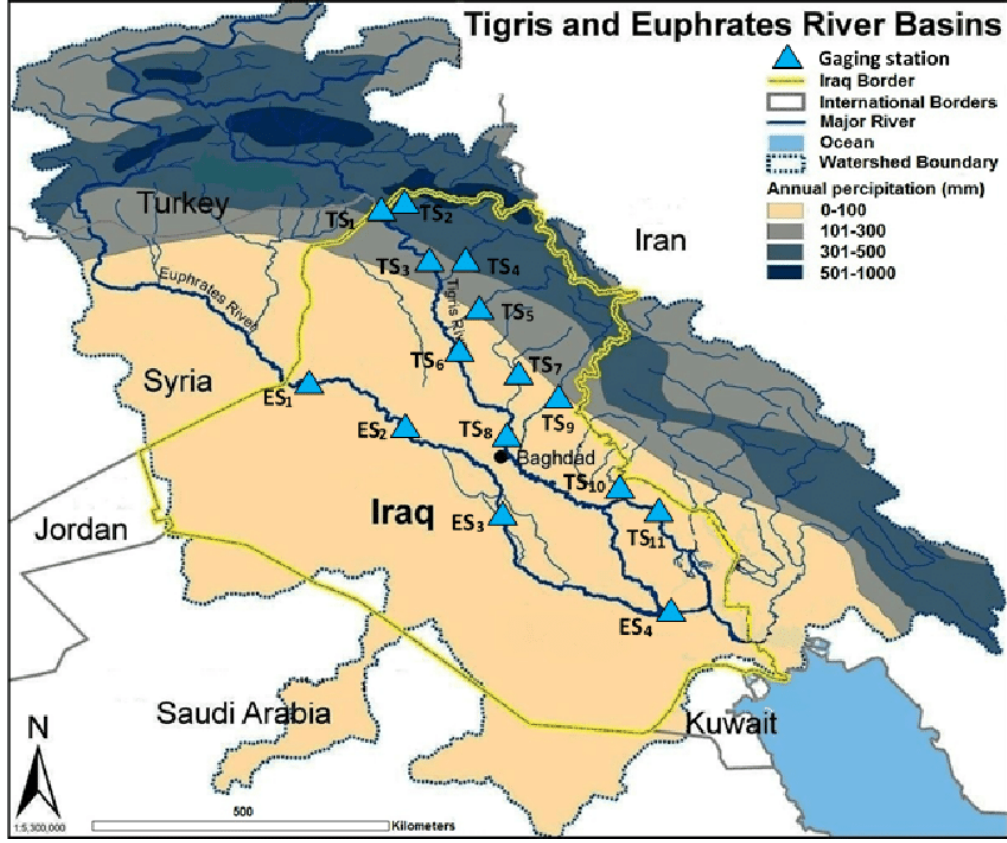 Tigris and Euphrates River Basins
Gaging station
Iraq Border
International Borders
Major River
Ocean
Watershed Boundary
Annual percipitation (mm)
0-100
101-300
301-500
501-1000
Turkey
TS1
TS2
Iran
TS3
TS4
Euphrates River
Tigris Riv
TS5
TS6
TS7
Syria
ES1
TS9
ES2
TS8
Baghdad
TS10
Iraq
ES3
Jordan
TS11
ES4
Saudi Arabia
Kuwait
N
500
1:5,300,000
Kilometers